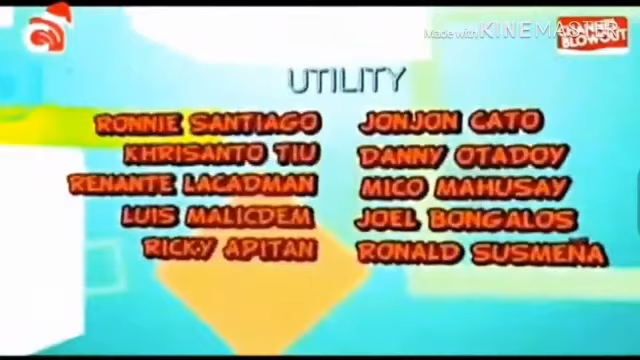 Made with KINEMASTER
BLOWOUT
UTILITY
RONNIE SANTIAGO
KHRISANTO TIU
RENANTE LACADMAN
LUIS MALICDEM
RICKY APITAN
JONJON CATO
DANNY OTADOY
MICO MAHUSAY
JOEL BONGALOS
RONALD SUSMEÑA